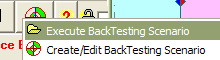 ?
Execute BackTesting Scenario
Create/Edit BackTesting Scenario